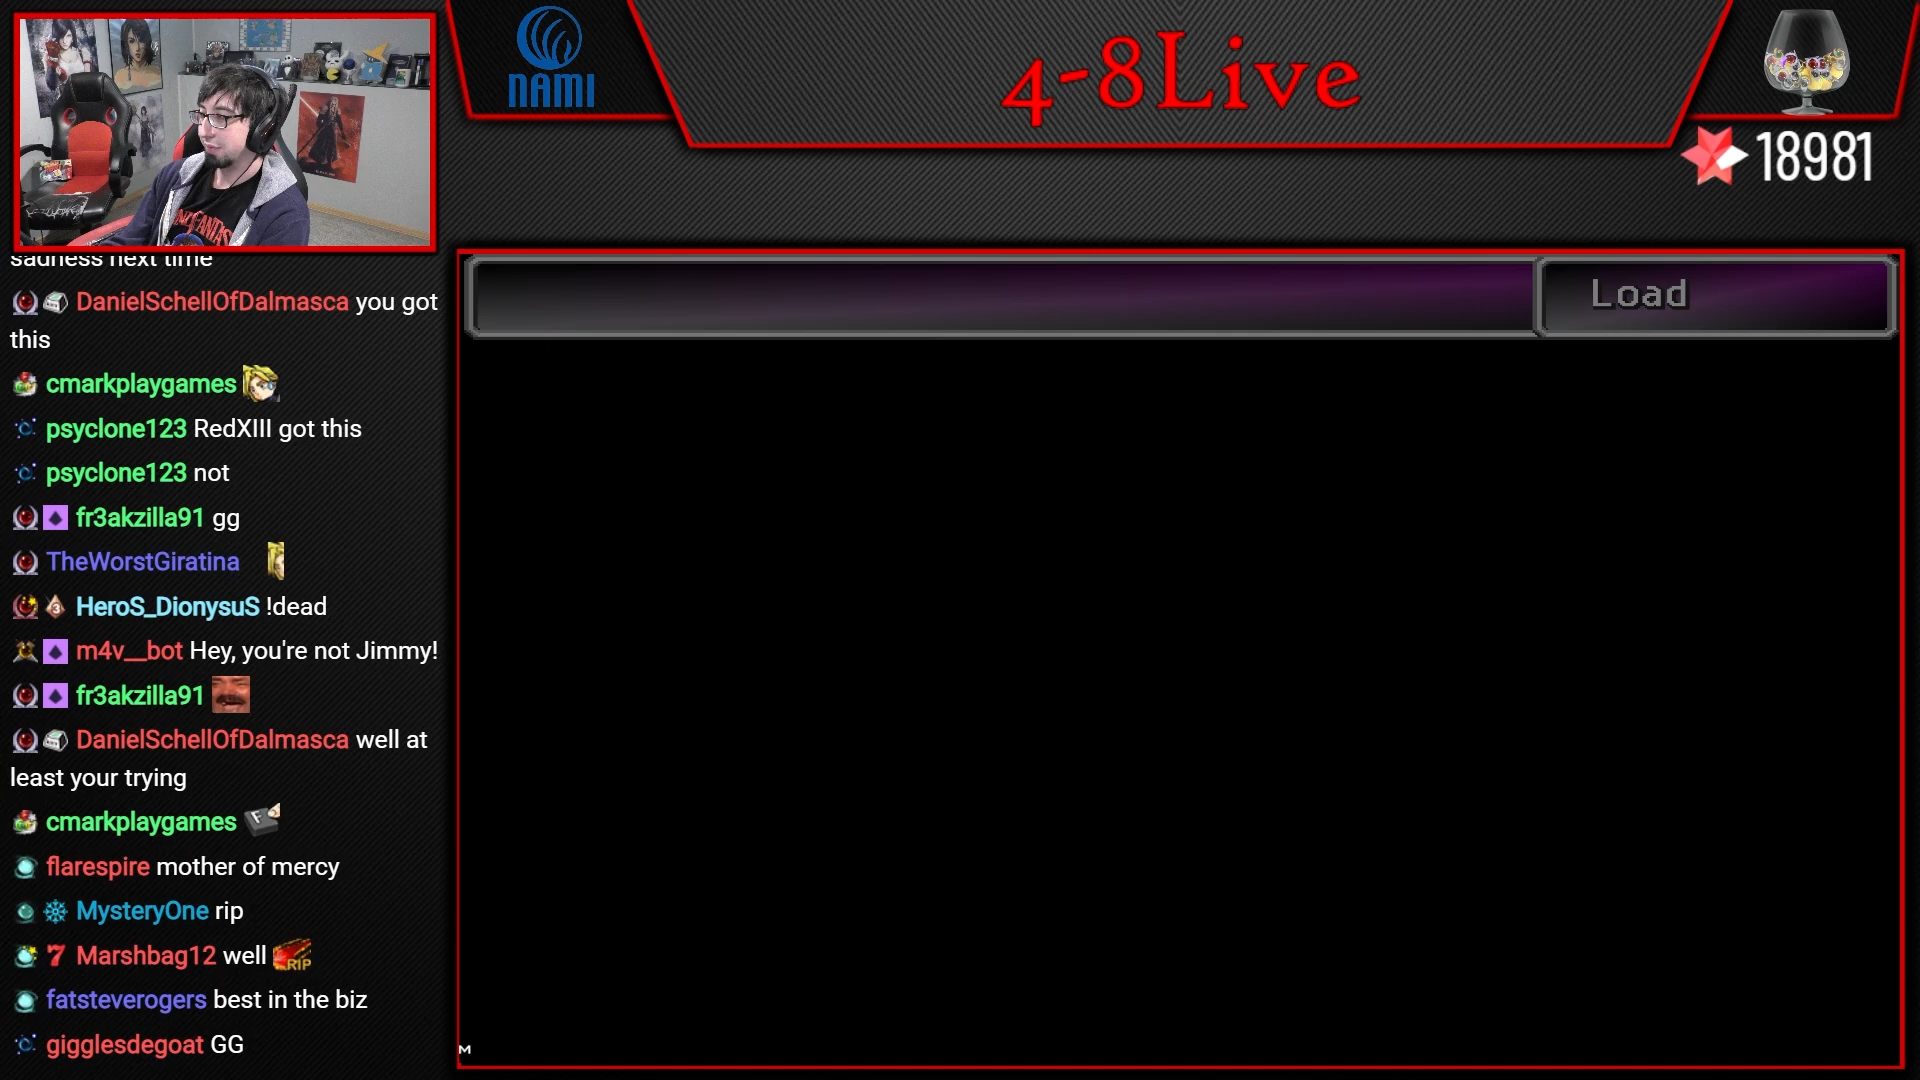 NAMI
4-8Live
18981
Load
sadness next time
DanielSchellOfDalmasca you got
this
cmarkplaygames
psyclone123 RedXIII got this
psyclone123 not
fr3akzilla91 gg
TheWorstGiratina
HeroS_DionysuS !dead
m4v__bot Hey, you're not Jimmy!
fr3akzilla91
DanielSchellOfDalmasca well at
least your trying
cmarkplaygames F
flarespire mother of mercy
MysteryOne rip
7 Marshbag12 well RIP
fatsteverogers best in the biz
gigglesdegoat GG
M